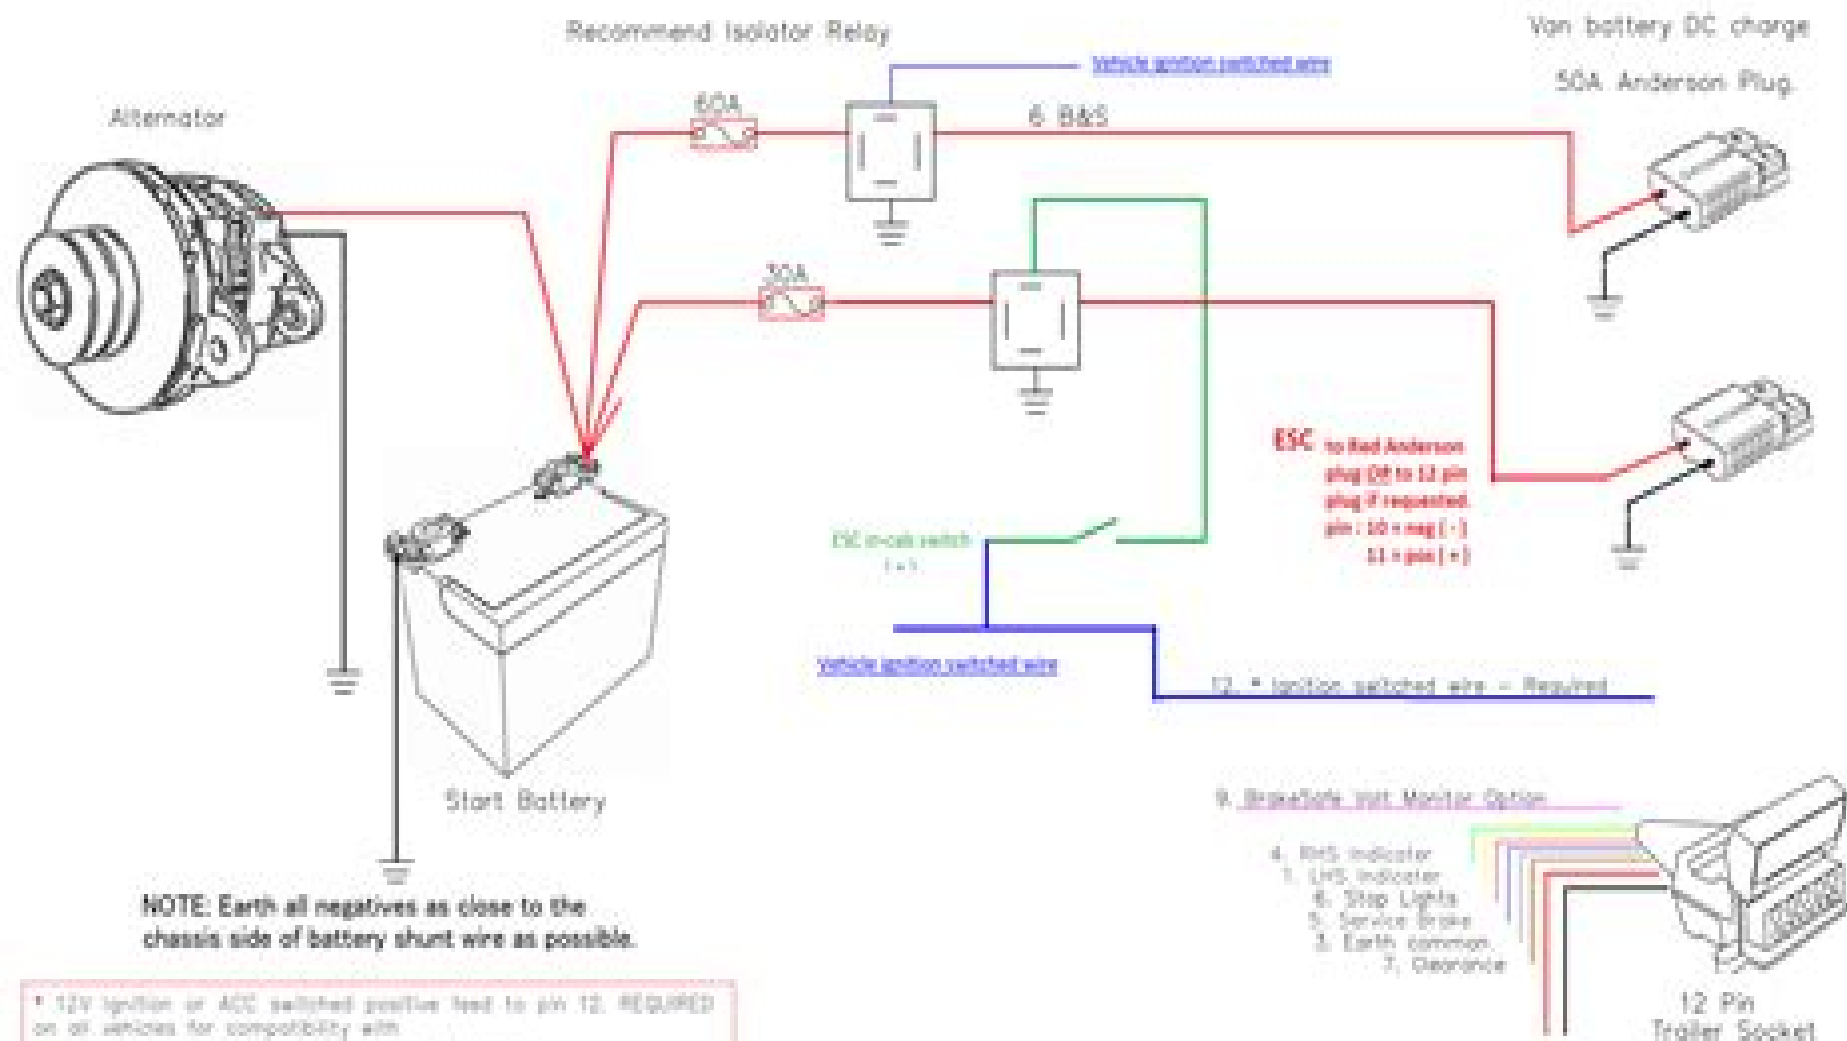 Recommend Isolator Relay
Vehicle ignition switched wire
Van battery DC charge
50A Anderson Plug
Alternator
60A
6 B&S
30A
ESC to Red Anderson
plug OR to 12 pin
plug if requested.
pin : 10 = neg ( - )
11 = pos ( + )
ESC in-cab switch
( + )
Vehicle ignition switched wire
12. * Ignition switched wire - Required
Start Battery
9. BrakeSafe Volt Monitor Option
4. RHS Indicator
1. LHS Indicator
6. Stop Lights
5. Service Brake
3. Earth common
7. Clearance
12 Pin
Trailer Socket
NOTE: Earth all negatives as close to the
chassis side of battery shunt wire as possible.
* 12V Ignition or ACC switched positive feed to pin 12. REQUIRED
on all vehicles for compatibility with